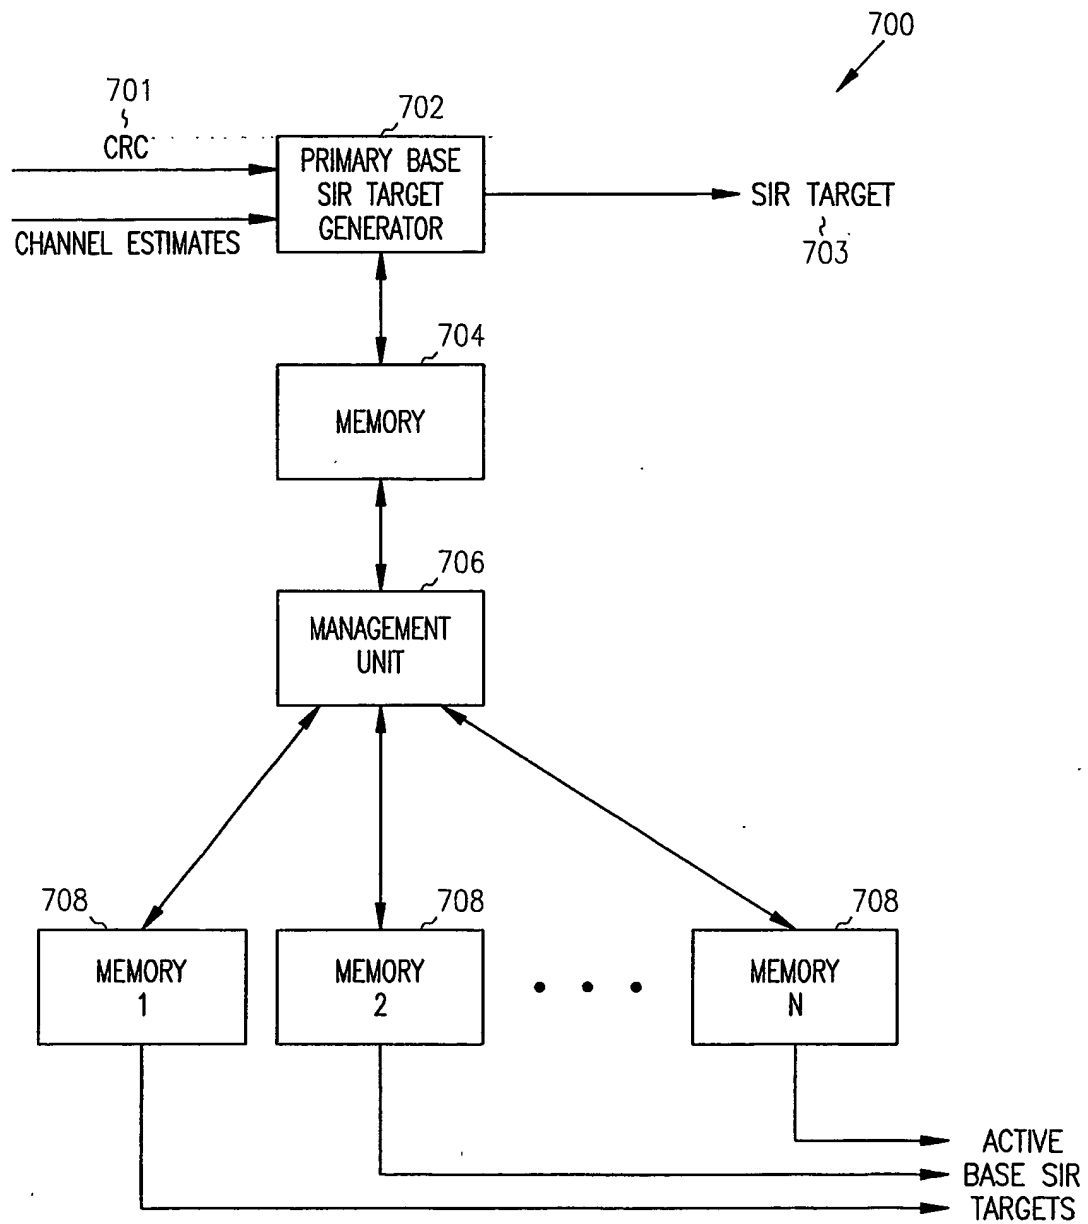 700
701
CRC
702
PRIMARY BASE
SIR TARGET
GENERATOR
SIR TARGET
703
CHANNEL ESTIMATES
704
MEMORY
706
MANAGEMENT
UNIT
708
MEMORY
1
708
MEMORY
2
708
MEMORY
N
ACTIVE
BASE SIR
TARGETS